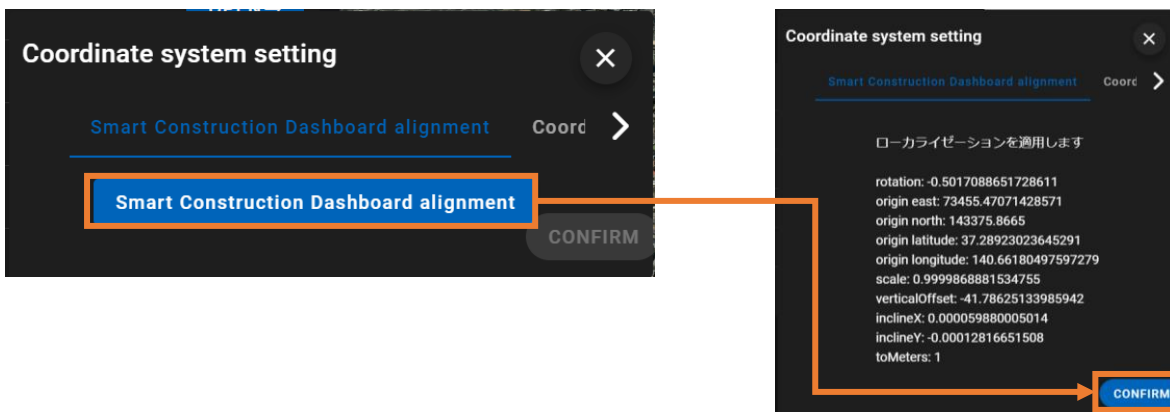 Coordinate system setting
Smart Construction Dashboard alignment Coord
Smart Construction Dashboard alignment
CONFIRM
Coordinate system setting
Smart Construction Dashboard alignment Coord
ローカライゼーションを適用します
rotation: -0.5017088651728611
origin east: 73455.47071428571
origin north: 143375.8665
origin latitude: 37.28923023645291
origin longitude: 140.66180497597279
scale: 0.9999868881534755
verticalOffset: -41.78625133985942
inclineX: 0.000059880005014
inclineY: -0.00012816651508
toMeters: 1
CONFIRM